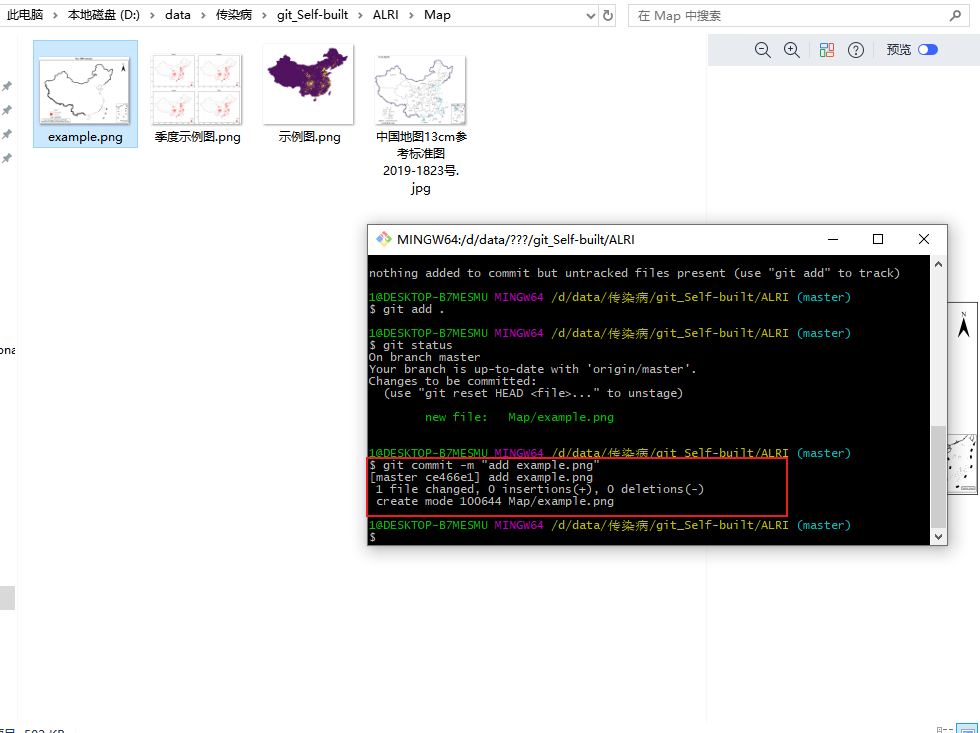 此电脑 › 本地磁盘 (D:) › data › 传染病 › git_Self-built › ALRI › Map
在 Map 中搜索
预览
example.png
季度示例图.png
示例图.png
中国地图13cm参
考标准图
2019-1823号.
jpg
MINGW64:/d/data/???/git_Self-built/ALRI
nothing added to commit but untracked files present (use "git add" to track)
1@DESKTOP-B7MESMU MINGW64 /d/data/传染病/git_Self-built/ALRI (master)
$ git add .
1@DESKTOP-B7MESMU MINGW64 /d/data/传染病/git_Self-built/ALRI (master)
$ git status
On branch master
Your branch is up-to-date with 'origin/master'.
Changes to be committed:
(use "git reset HEAD <file>..." to unstage)
new file: Map/example.png
1@DESKTOP-B7MESMU MINGW64 /d/data/传染病/git_Self-built/ALRI (master)
$ git commit -m "add example.png"
[master ce466e1] add example.png
1 file changed, 0 insertions(+), 0 deletions(-)
create mode 100644 Map/example.png
1@DESKTOP-B7MESMU MINGW64 /d/data/传染病/git_Self-built/ALRI (master)
$
N
ona